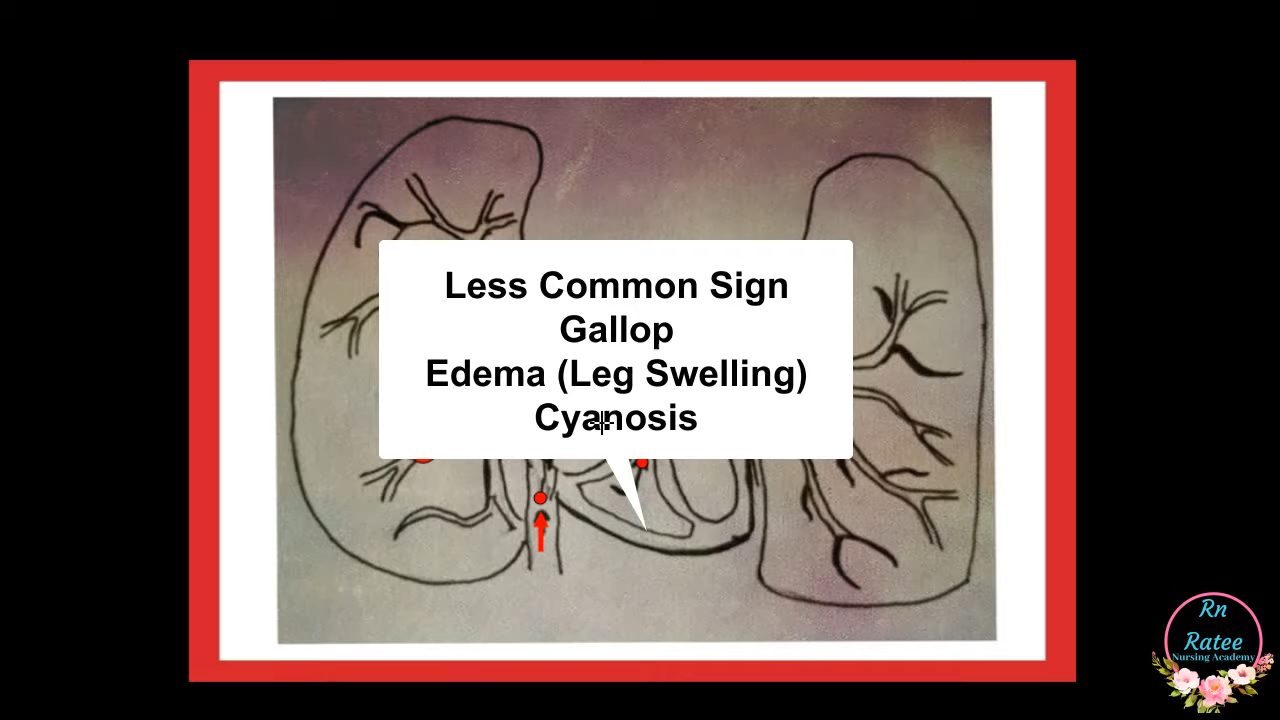 Less Common Sign
Gallop
Edema (Leg Swelling)
Cyanosis
Rn
Ratee
Nursing Academy